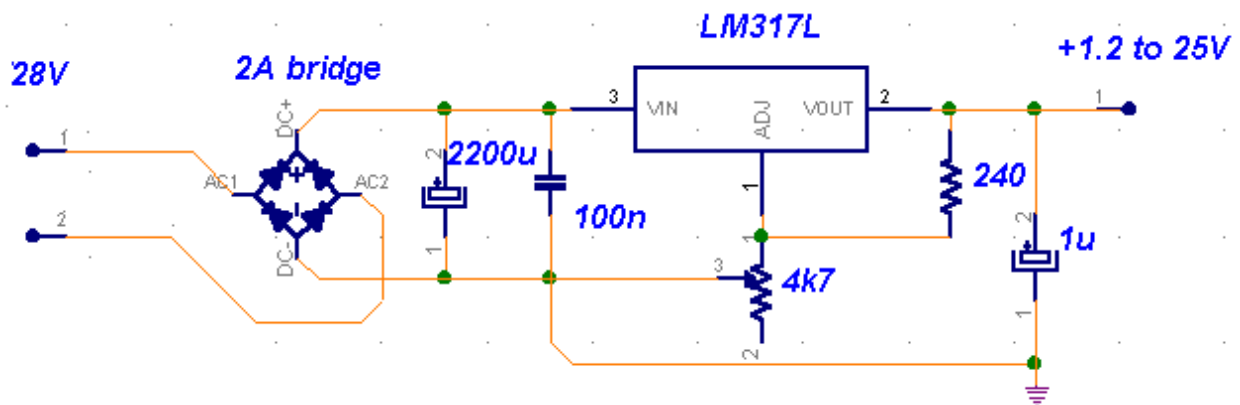 LM317L
+1.2 to 25V
28V
2A bridge
DC+
3
VIN
ADJ
VOUT
2
1
1
2
2200u
AC1
AC2
240
1
100n
2
2
1u
1
1
DC-
3
4k7
1
2